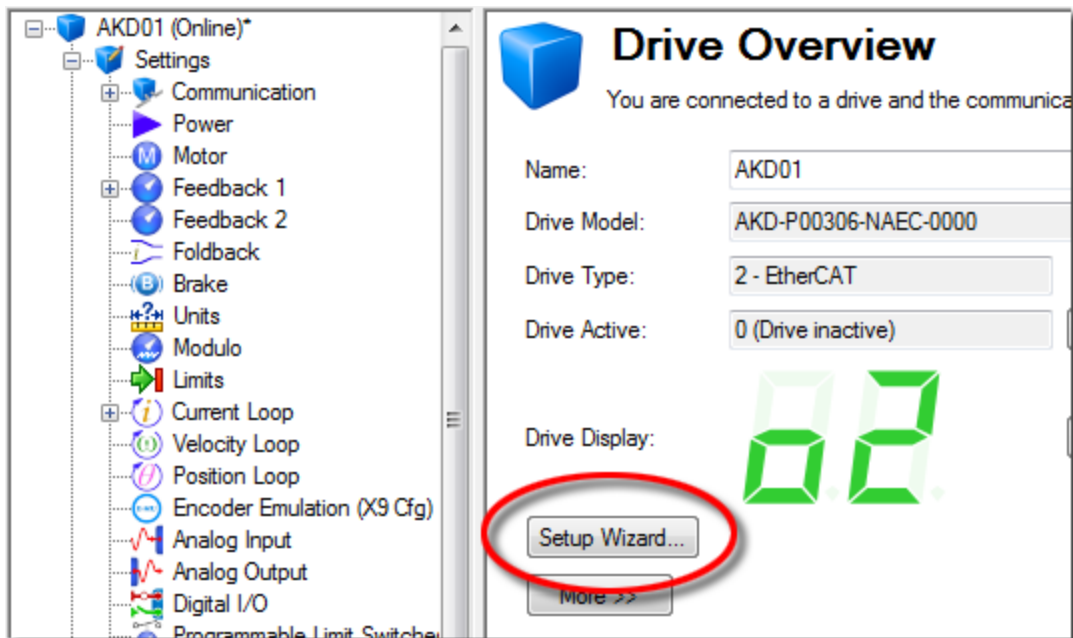 AKD01 (Online)*
Settings
Communication
Power
Motor
Feedback 1
Feedback 2
Foldback
Brake
Units
Modulo
Limits
Current Loop
Velocity Loop
Position Loop
Encoder Emulation (X9 Cfg)
Analog Input
Analog Output
Digital I/O
Programmable Limit Switche
Drive Overview
You are connected to a drive and the communica
Name: AKD01
Drive Model: AKD-P00306-NAEC-0000
Drive Type: 2 - EtherCAT
Drive Active: 0 (Drive inactive)
Drive Display: o2
Setup Wizard...
More >>